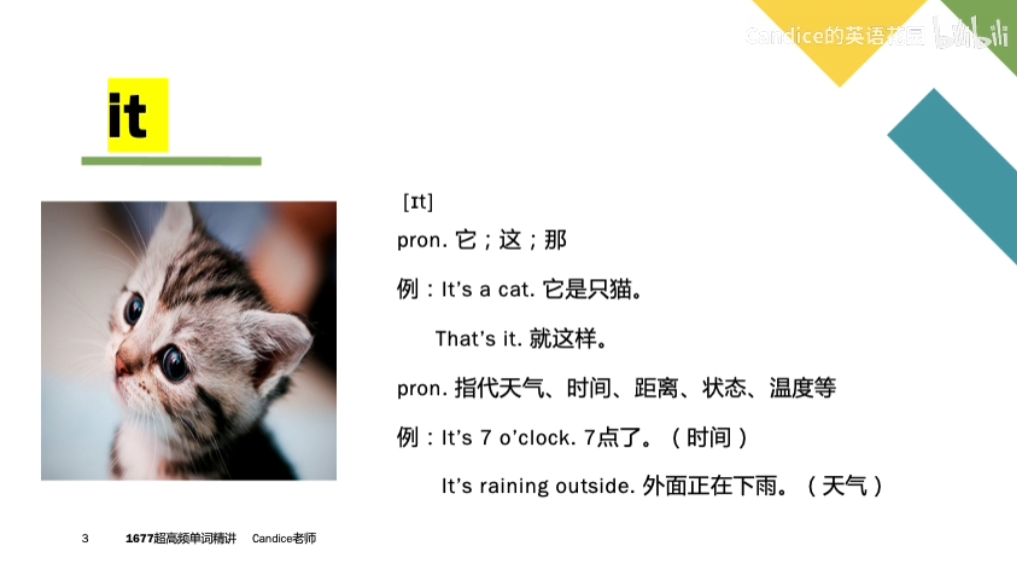 Candice的英语花园 bilibili
it
[ɪt]
pron. 它；这；那
例：It's a cat. 它是只猫。
That's it. 就这样。
pron. 指代天气、时间、距离、状态、温度等
例：It's 7 o'clock. 7点了。（时间）
It's raining outside. 外面正在下雨。（天气）
3 1677超高频单词精讲 Candice老师